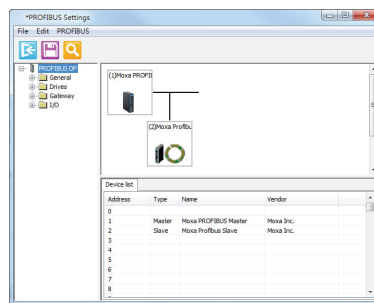 *PROFIBUS Settings
File Edit PROFIBUS
PROFIBUS DP
General
Drives
Gateway
I/O
(1)Moxa PROFIB
(2)Moxa Profibu
Device list
Address Type Name Vendor
0
1 Master Moxa PROFIBUS Master Moxa Inc.
2 Slave Moxa Profibus Slave Moxa Inc.
3
4
5
6
7
8